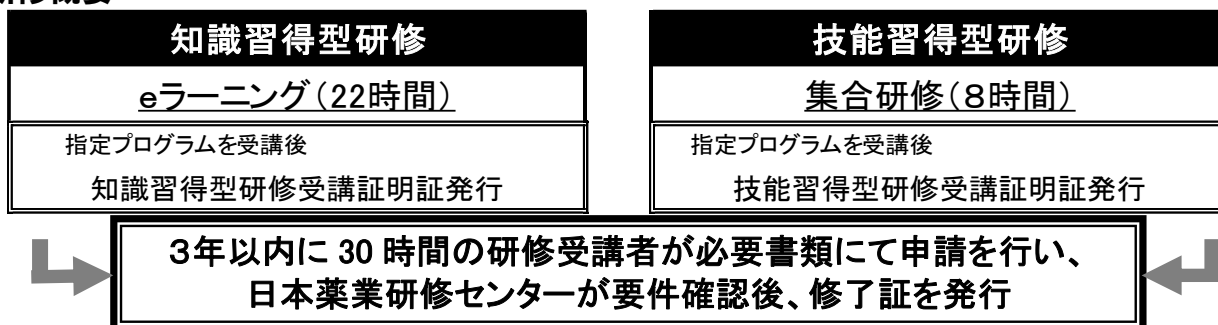 知識習得型研修
eラーニング（22時間）
指定プログラムを受講後
知識習得型研修受講証明証発行
技能習得型研修
集合研修（８時間）
指定プログラムを受講後
技能習得型研修受講証明証発行
３年以内に 30 時間の研修受講者が必要書類にて申請を行い、
日本薬業研修センターが要件確認後、修了証を発行